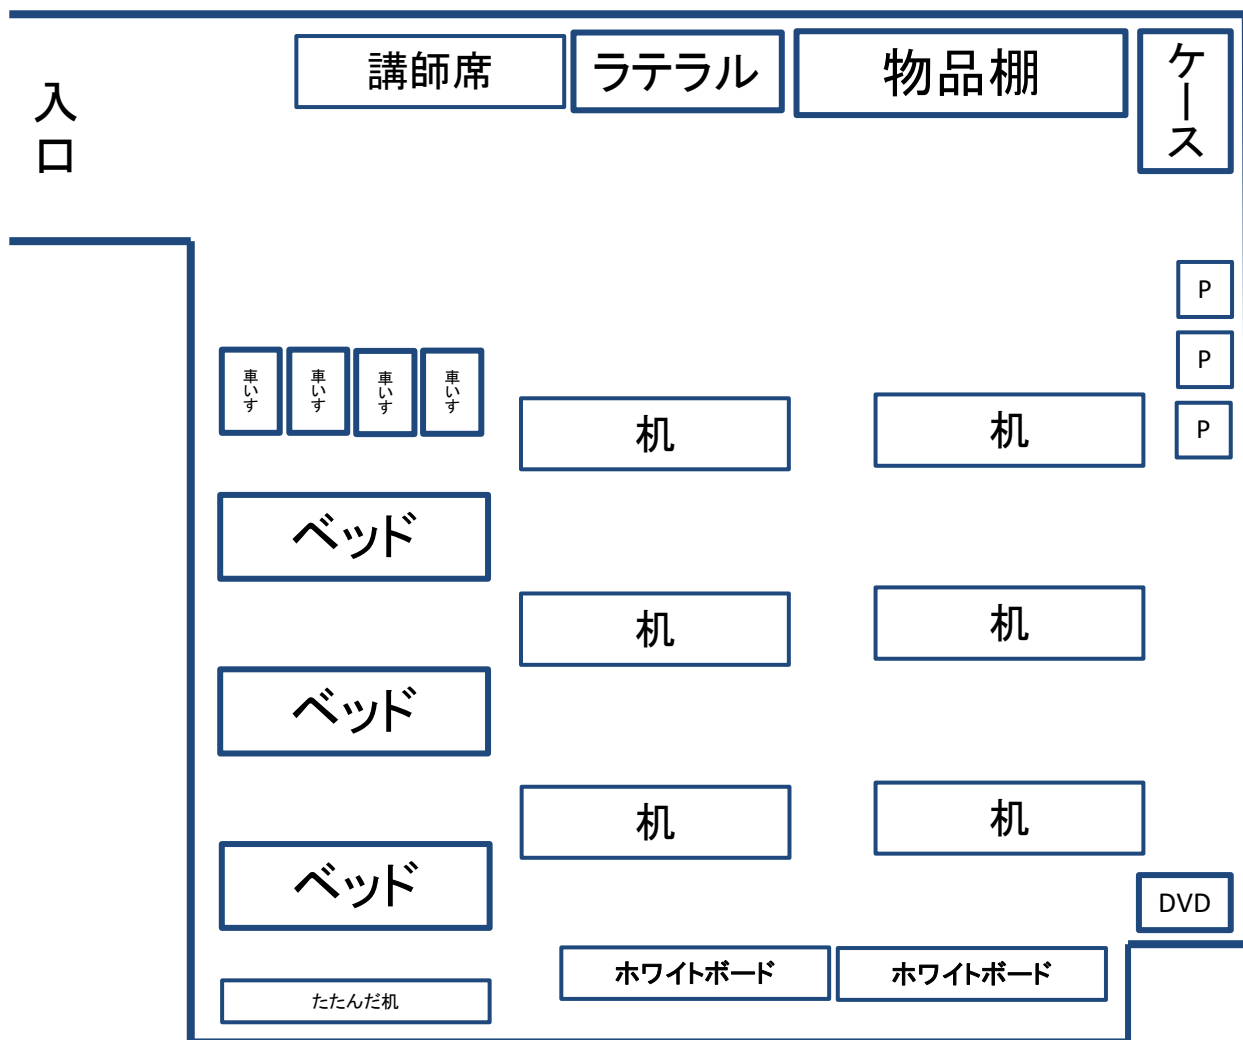 入口
講師席
ラテラル
物品棚
ケース
P
P
P
車いす
車いす
車いす
車いす
机
机
ベッド
机
机
ベッド
机
机
ベッド
DVD
ホワイトボード
ホワイトボード
たたんだ机